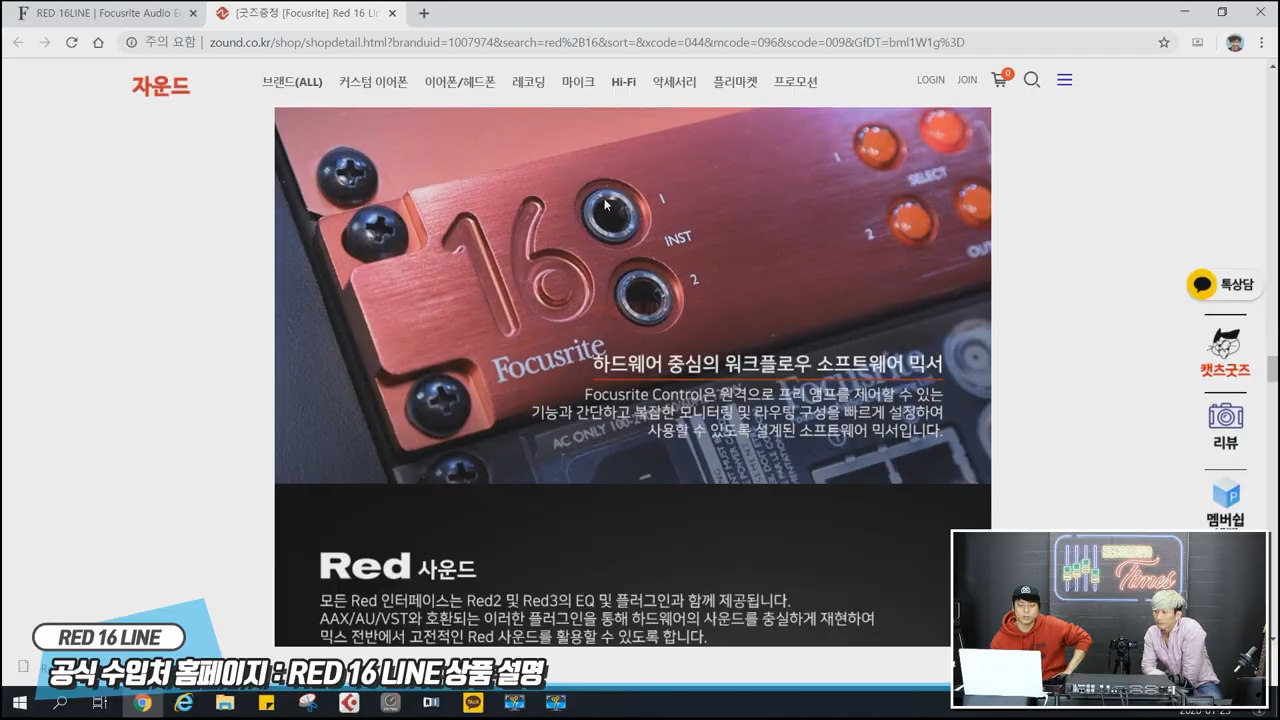 RED 16LINE | Focusrite Audio E
[굿즈증정 [Focusrite] Red 16 Lin
주의 요함
zound.co.kr/shop/shopdetail.html?branduid=1007974&search=red%2B16&sort=&xcode=044&mcode=096&scode=009&GfDT=bml1W1g%3D
자운드
브랜드(ALL) 커스텀 이어폰 이어폰/헤드폰 레코딩 마이크 Hi-Fi 악세서리 플리마켓 프로모션
LOGIN JOIN 0
1
SELECT
16
INST
2
2
OUT
Focusrite
하드웨어 중심의 워크플로우 소프트웨어 믹서
Focusrite Control은 원격으로 프리 앰프를 제어할 수 있는
기능과 간단하고 복잡한 모니터링 및 라우팅 구성을 빠르게 설정하여
사용할 수 있도록 설계된 소프트웨어 믹서입니다.
AC ONLY 100-2
톡상담
캣츠굿즈
리뷰
멤버쉽
Red 사운드
모든 Red 인터페이스는 Red2 및 Red3의 EQ 및 플러그인과 함께 제공됩니다.
AAX/AU/VST와 호환되는 이러한 플러그인을 통해 하드웨어의 사운드를 충실하게 재현하여
믹스 전반에서 고전적인 Red 사운드를 활용할 수 있도록 합니다.
Times
RED 16 LINE
공식 수입처 홈페이지 : RED 16 LINE 상품 설명
TALK